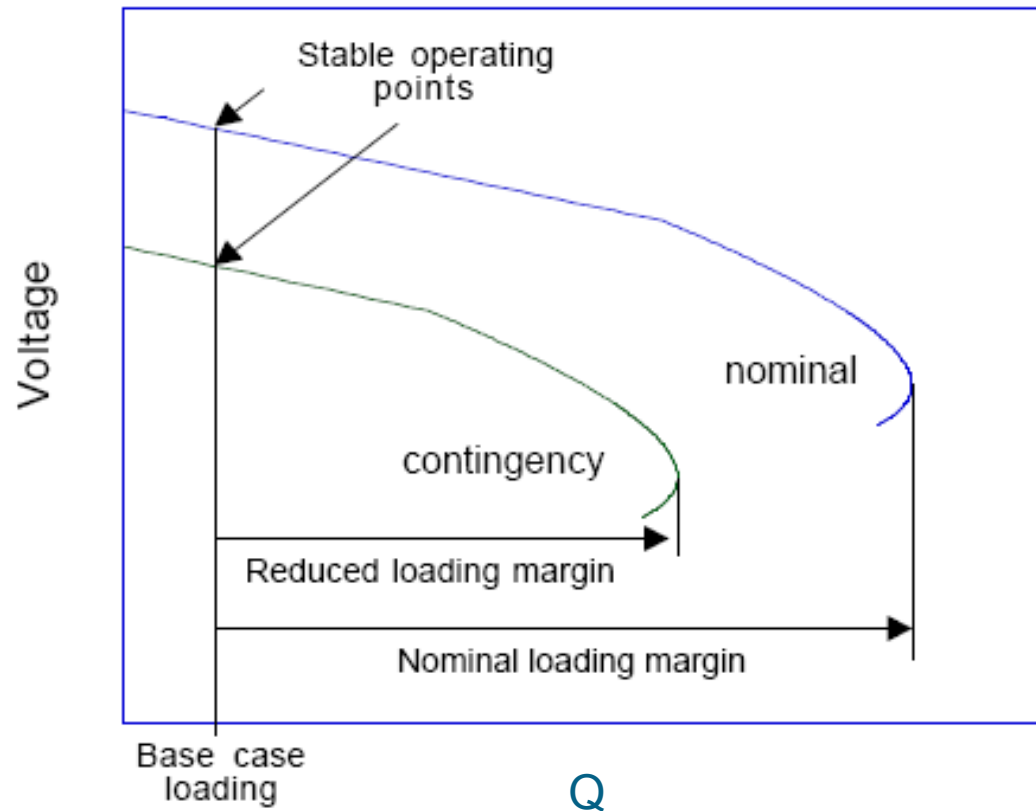 Stable operating
points
Voltage
nominal
contingency
Reduced loading margin
Nominal loading margin
Base case
loading
Q